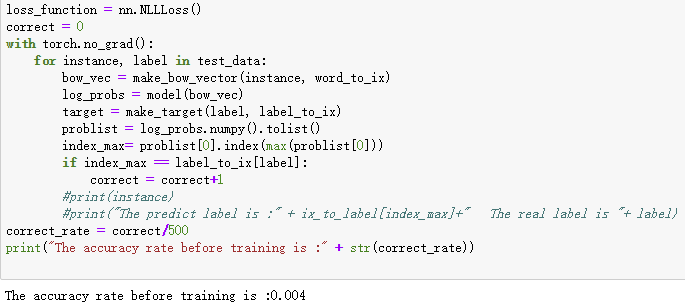 loss_function = nn.NLLLoss()
correct = 0
with torch.no_grad():
    for instance, label in test_data:
        bow_vec = make_bow_vector(instance, word_to_ix)
        log_probs = model(bow_vec)
        target = make_target(label, label_to_ix)
        problist = log_probs.numpy().tolist()
        index_max= problist[0].index(max(problist[0]))
        if index_max == label_to_ix[label]:
            correct = correct+1
        #print(instance)
        #print("The predict label is :" + ix_to_label[index_max]+"   The real label is "+ label)
correct_rate = correct/500
print("The accuracy rate before training is :" + str(correct_rate))
The accuracy rate before training is :0.004